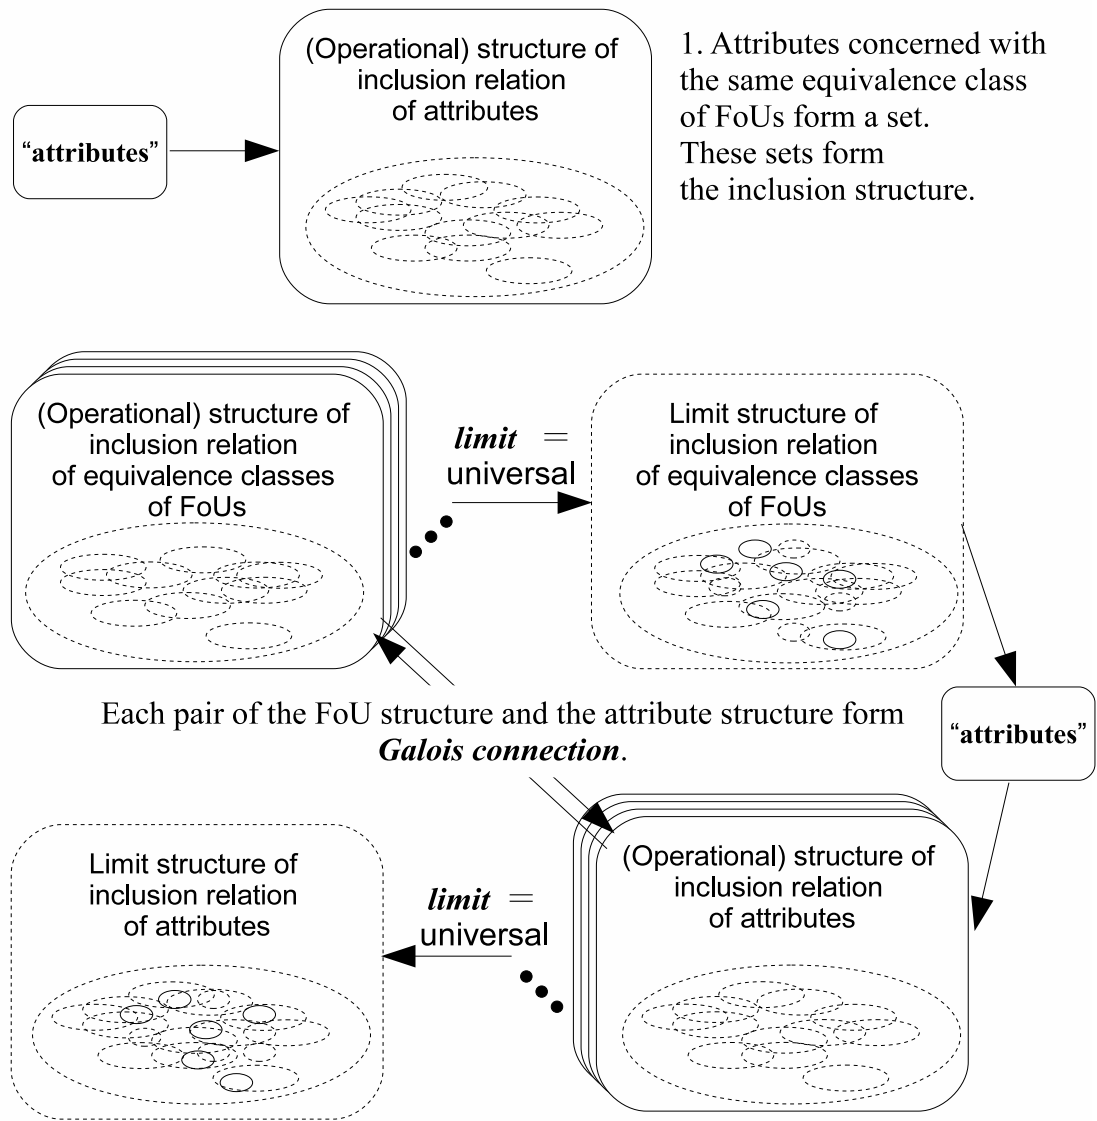 (Operational) structure of
inclusion relation
of attributes
1. Attributes concerned with
the same equivalence class
of FoUs form a set.
These sets form
the inclusion structure.
“attributes”
(Operational) structure of
inclusion relation
of equivalence classes
of FoUs
limit =
universal
Limit structure of
inclusion relation
of equivalence classes
of FoUs
Each pair of the FoU structure and the attribute structure form
Galois connection.
“attributes”
Limit structure of
inclusion relation
of attributes
limit =
universal
(Operational) structure of
inclusion relation
of attributes